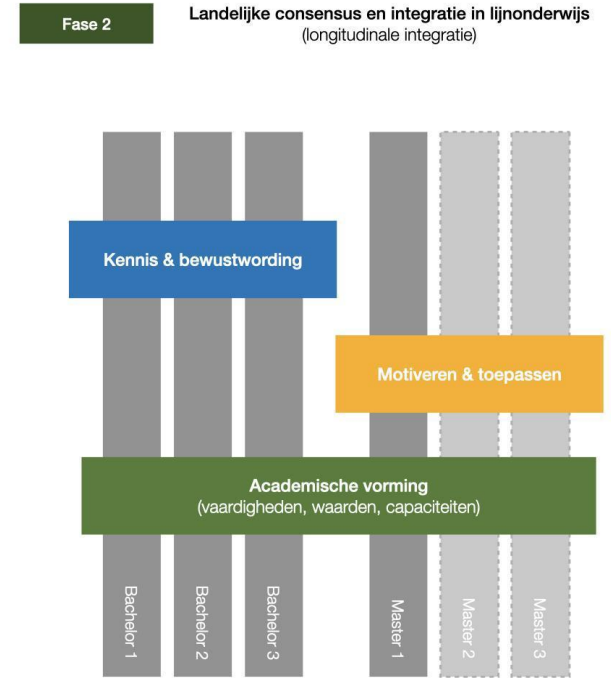 Fase 2
Landelijke consensus en integratie in lijnonderwijs
(longitudinale integratie)
Kennis & bewustwording
Motiveren & toepassen
Academische vorming
(vaardigheden, waarden, capaciteiten)
Bachelor 1
Bachelor 2
Bachelor 3
Master 1
Master 2
Master 3